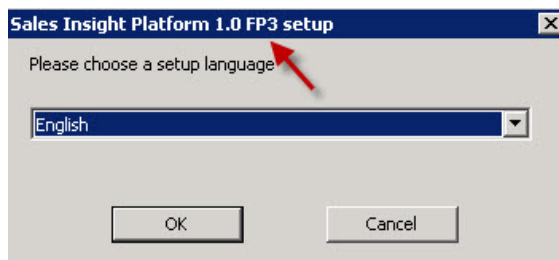 Sales Insight Platform 1.0 FP3 setup
Please choose a setup language
English
OK
Cancel